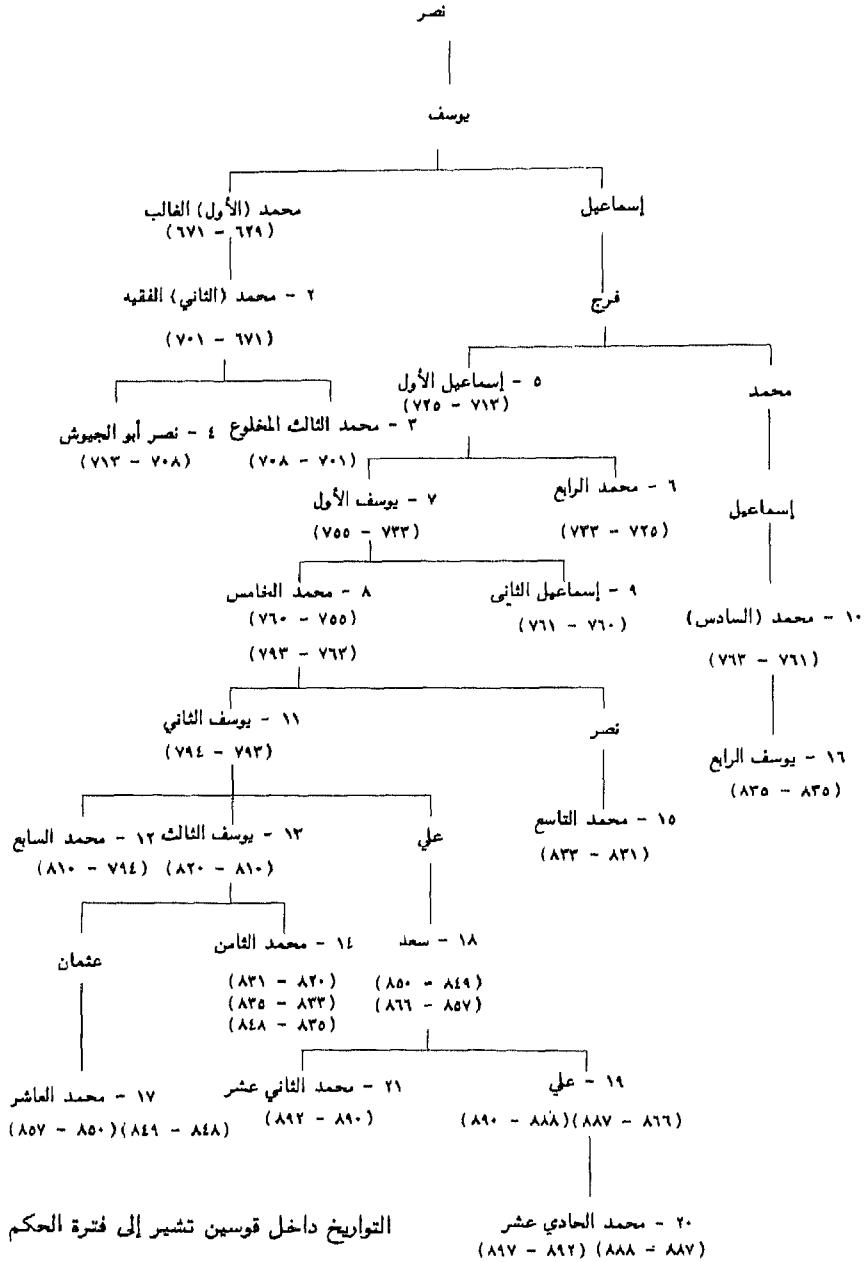 نصر
يوسف
إسماعيل
محمد (الأول) الغالب
(٦٢٩ - ٦٧١)
فرج
٢ - محمد (الثاني) الفقيه
(٦٧١ - ٧٠١)
محمد
٥ - إسماعيل الأول
(٧١٣ - ٧٢٥)
٣ - محمد الثالث المخلوع
(٧٠١ - ٧٠٨)
٤ - نصر أبو الجيوش
(٧٠٨ - ٧١٣)
إسماعيل
٦ - محمد الرابع
(٧٢٥ - ٧٣٣)
٧ - يوسف الأول
(٧٣٣ - ٧٥٥)
١٠ - محمد (السادس)
(٧٦١ - ٧٦٣)
٩ - إسماعيل الثاني
(٧٦٠ - ٧٦١)
٨ - محمد الخامس
(٧٥٥ - ٧٦٠)
(٧٦٣ - ٧٩٣)
١٦ - يوسف الرابع
(٨٣٥ - ٨٣٥)
نصر
١١ - يوسف الثاني
(٧٩٣ - ٧٩٤)
١٥ - محمد التاسع
(٨٣١ - ٨٣٣)
علي
١٣ - يوسف الثالث
(٨١٠ - ٨٢٠)
١٢ - محمد السابع
(٧٩٤ - ٨١٠)
١٨ - سعد
(٨٤٩ - ٨٥٠)
(٨٥٧ - ٨٦٦)
١٤ - محمد الثامن
(٨٢٠ - ٨٣١)
(٨٣٣ - ٨٣٥)
(٨٣٥ - ٨٤٨)
عثمان
١٩ - علي
(٨٦٦ - ٨٨٧)(٨٨٨ - ٨٩٠)
٢١ - محمد الثاني عشر
(٨٩٠ - ٨٩٢)
١٧ - محمد العاشر
(٨٤٨ - ٨٤٩)(٨٥٠ - ٨٥٧)
٢٠ - محمد الحادي عشر
(٨٨٧ - ٨٨٨) (٨٩٢ - ٨٩٧)
التواريخ داخل قوسين تشير إلى فترة الحكم